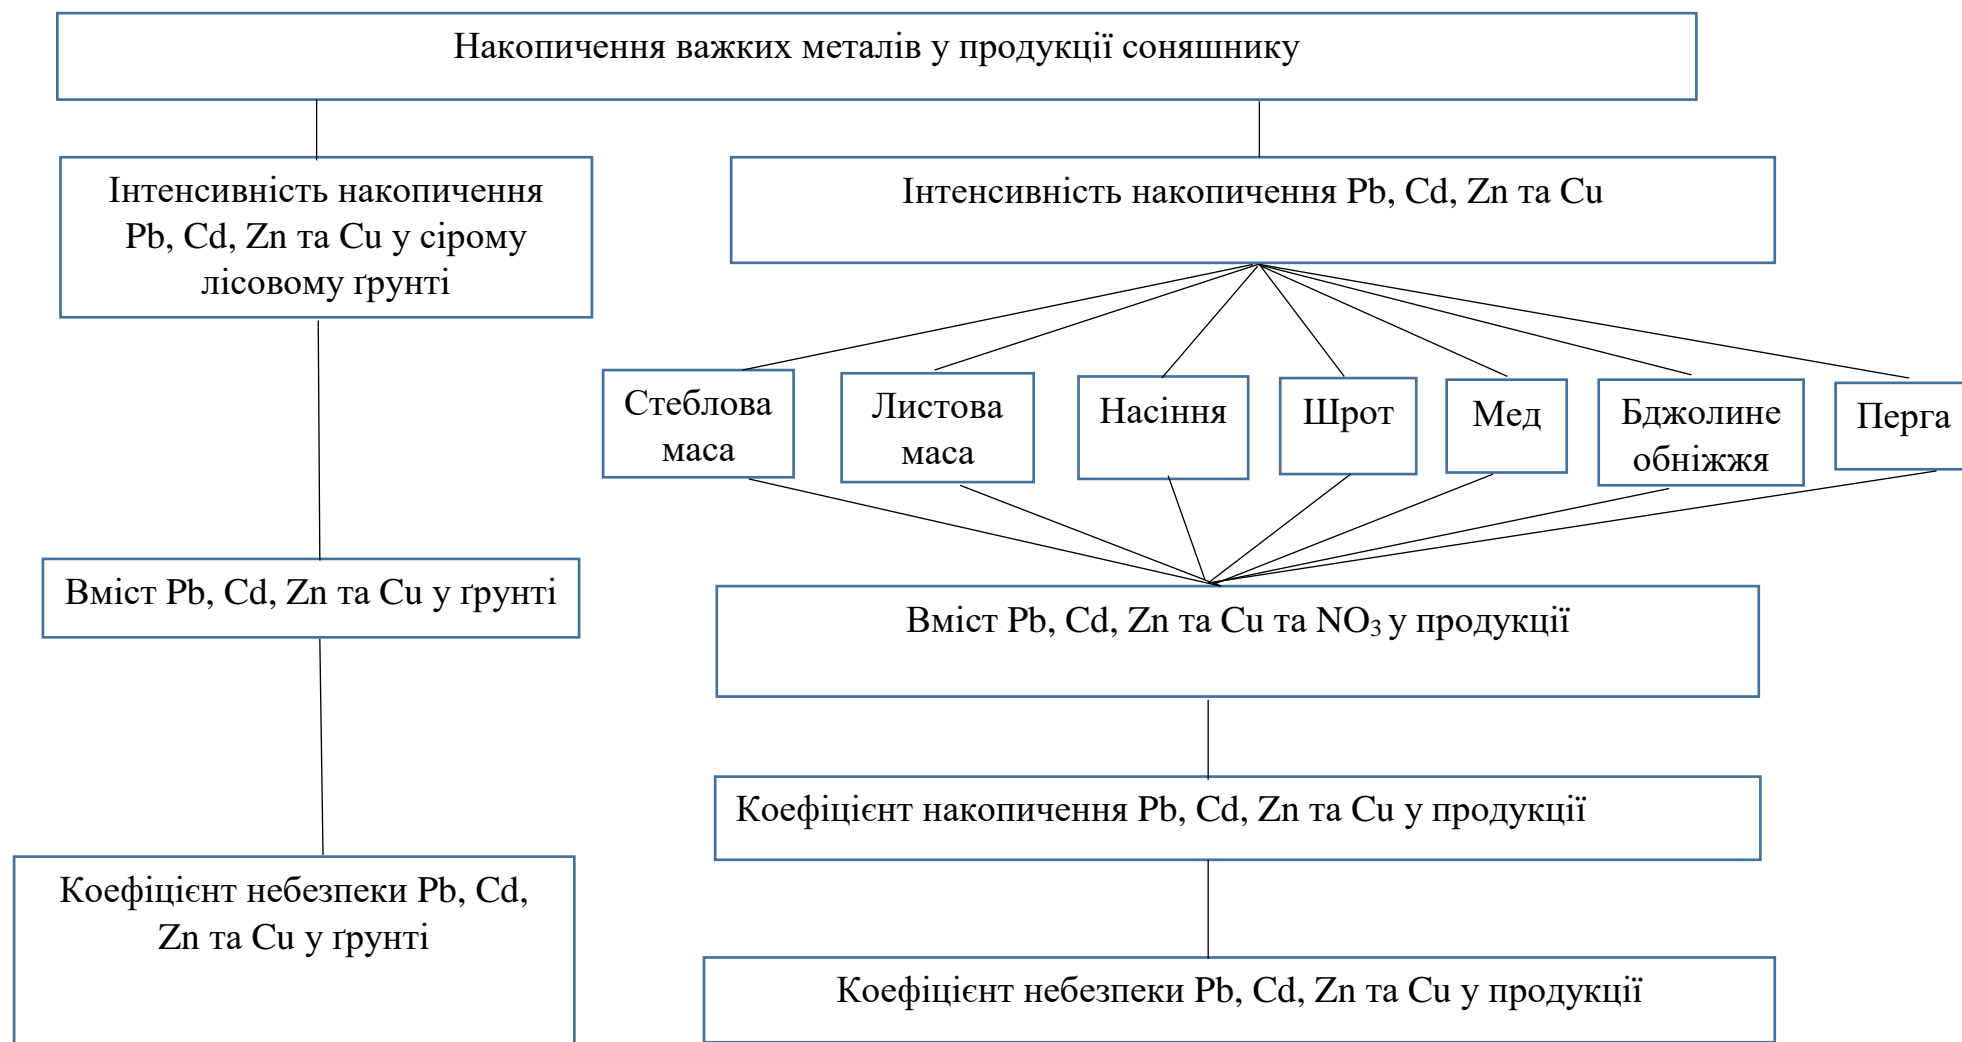 Накопичення важких металів у продукції соняшнику
Інтенсивність накопичення
Pb, Cd, Zn та Cu у сірому
лісовому ґрунті
Інтенсивність накопичення Pb, Cd, Zn та Cu
Стеблова
маса
Листова
маса
Насіння
Шрот
Мед
Бджолине
обніжжя
Перга
Вміст Pb, Cd, Zn та Cu у ґрунті
Вміст Pb, Cd, Zn та Cu та NO₃ у продукції
Коефіцієнт накопичення Pb, Cd, Zn та Cu у продукції
Коефіцієнт небезпеки Pb, Cd,
Zn та Cu у ґрунті
Коефіцієнт небезпеки Pb, Cd, Zn та Cu у продукції